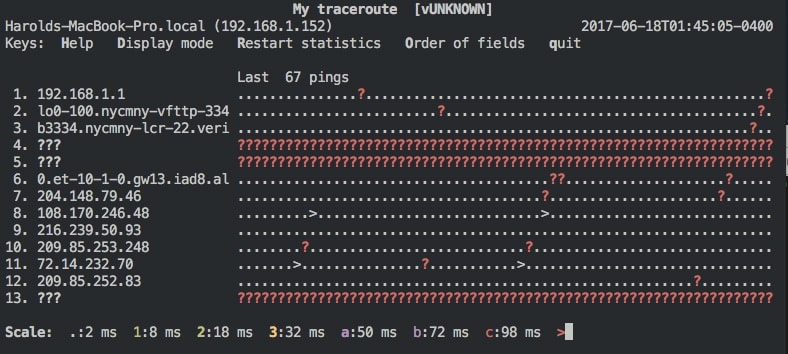 My traceroute [vUNKNOWN]
Harolds-MacBook-Pro.local (192.168.1.152) 2017-06-18T01:45:05-0400
Keys: Help Display mode Restart statistics Order of fields quit
Last 67 pings
1. 192.168.1.1 ...............?..................................................?
2. lo0-100.nycmny-vfttp-334 .........................?.......................................?.
3. b3334.nycmny-lcr-22.veri ................................................................?..
4. ??? ???????????????????????????????????????????????????????????????????
5. ??? ???????????????????????????????????????????????????????????????????
6. 0.et-10-1-0.gw13.iad8.al .......................................??....................?.....
7. 204.148.79.46 ......................................?.....................?......
8. 108.170.246.48 .........>............................>............................
9. 216.239.50.93 ...................................................................
10. 209.85.253.248 ........?...........................?..............................
11. 72.14.232.70 .......>...............?...........>...............................
12. 209.85.252.83 .........................................................?.........
13. ??? ???????????????????????????????????????????????????????????????????
Scale: .:2 ms 1:8 ms 2:18 ms 3:32 ms a:50 ms b:72 ms c:98 ms >